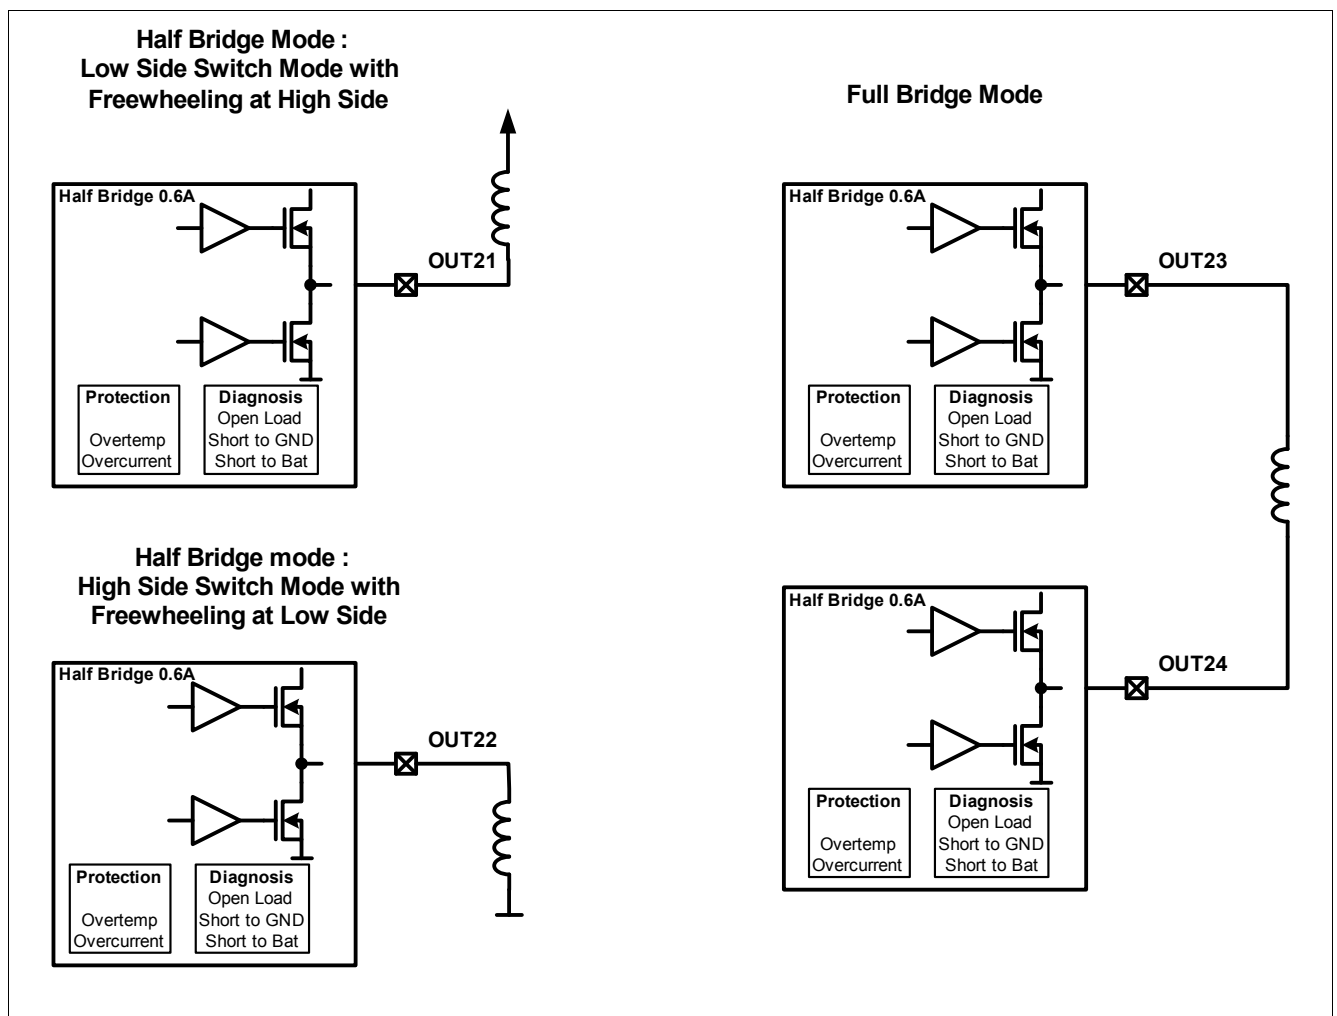 Half Bridge Mode :
Low Side Switch Mode with
Freewheeling at High Side
Half Bridge 0.6A
OUT21
Protection
Overtemp
Overcurrent
Diagnosis
Open Load
Short to GND
Short to Bat
Half Bridge mode :
High Side Switch Mode with
Freewheeling at Low Side
Half Bridge 0.6A
OUT22
Protection
Overtemp
Overcurrent
Diagnosis
Open Load
Short to GND
Short to Bat
Full Bridge Mode
Half Bridge 0.6A
OUT23
Protection
Overtemp
Overcurrent
Diagnosis
Open Load
Short to GND
Short to Bat
Half Bridge 0.6A
OUT24
Protection
Overtemp
Overcurrent
Diagnosis
Open Load
Short to GND
Short to Bat